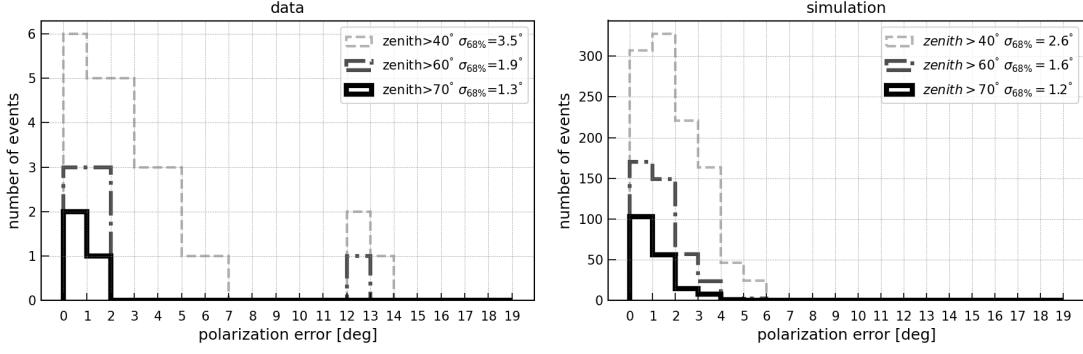 data
number of events
6
5
4
3
2
1
0
zenith>40° σ68%=3.5°
zenith>60° σ68%=1.9°
zenith>70° σ68%=1.3°
0 1 2 3 4 5 6 7 8 9 10 11 12 13 14 15 16 17 18 19
polarization error [deg]
simulation
number of events
300
250
200
150
100
50
0
zenith > 40° σ68% = 2.6°
zenith > 60° σ68% = 1.6°
zenith > 70° σ68% = 1.2°
0 1 2 3 4 5 6 7 8 9 10 11 12 13 14 15 16 17 18 19
polarization error [deg]